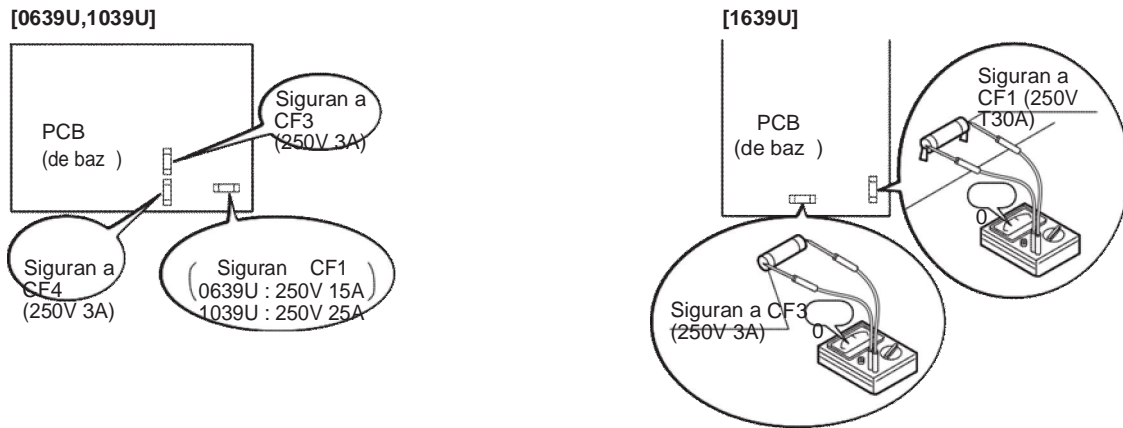 [0639U,1039U]
PCB
(de baz )
Siguran a
CF3
(250V 3A)
Siguran a
CF4
(250V 3A)
Siguran CF1
0639U : 250V 15A
1039U : 250V 25A
[1639U]
PCB
(de baz )
Siguran a
CF1 (250V
T30A)
0
Siguran a CF3
(250V 3A)
0